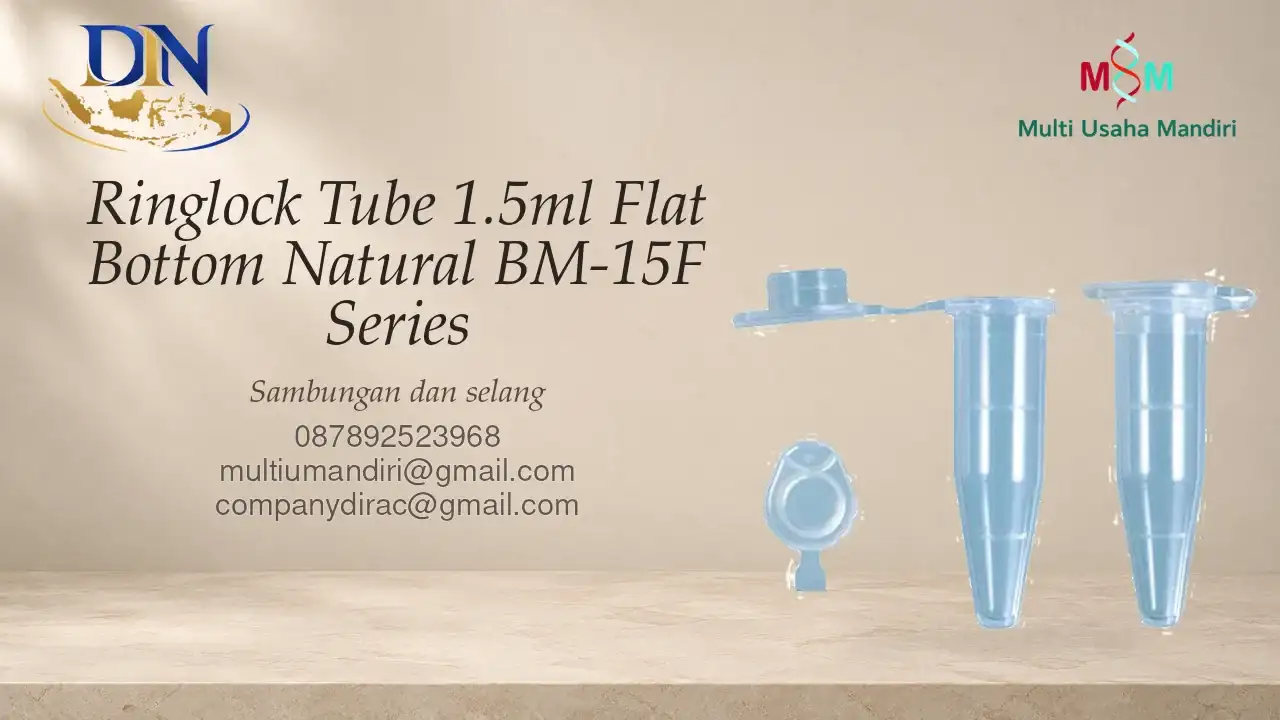 DN
MSM
Multi Usaha Mandiri
Ringlock Tube 1.5ml Flat
Bottom Natural BM-15F
Series
Sambungan dan selang
087892523968
multiumandiri@gmail.com
companydirac@gmail.com